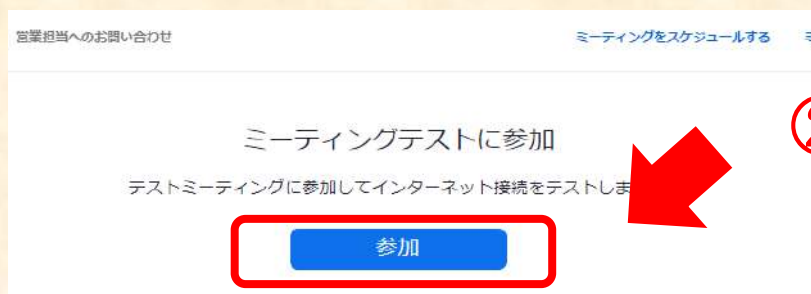 営業担当へのお問い合わせ ミーティングをスケジュールする
ミーティングテストに参加
テストミーティングに参加してインターネット接続をテストしま
参加